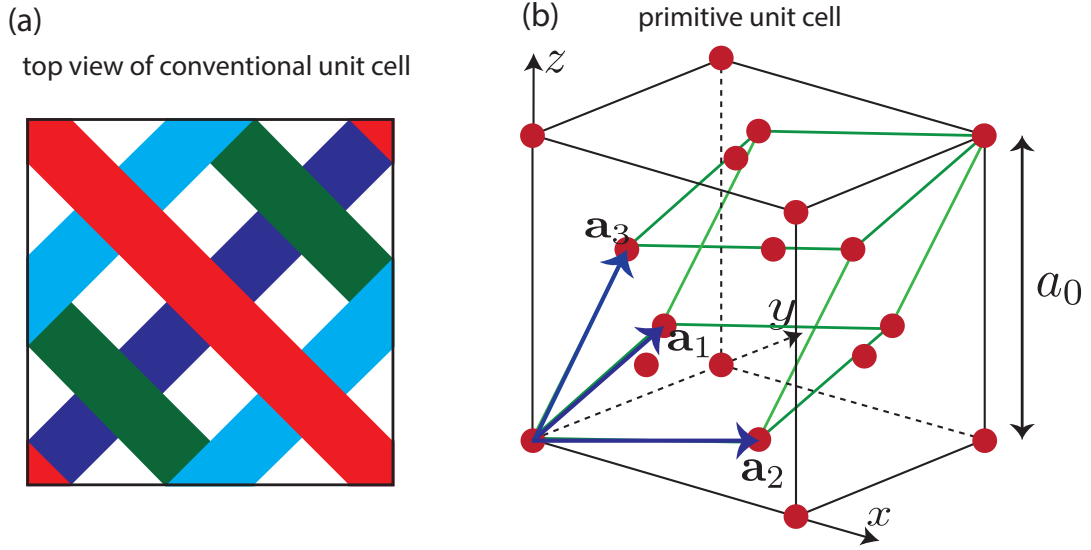 (a)
top view of conventional unit cell
(b)
primitive unit cell
z
a₃
a₀
y
a₁
a₂
x